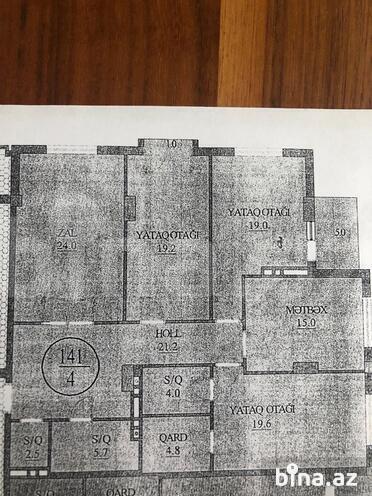 1.0
ZAL
24.0
YATAQ OTAĞI
19.2
YATAQ OTAĞI
19.0
5.0
MƏTBƏX
15.0
HOLL
21.2
141
4
S/Q
4.0
YATAQ OTAĞI
19.6
S/Q
2.5
S/Q
5.7
QARD
4.8
S/Q
QARD
bina.az